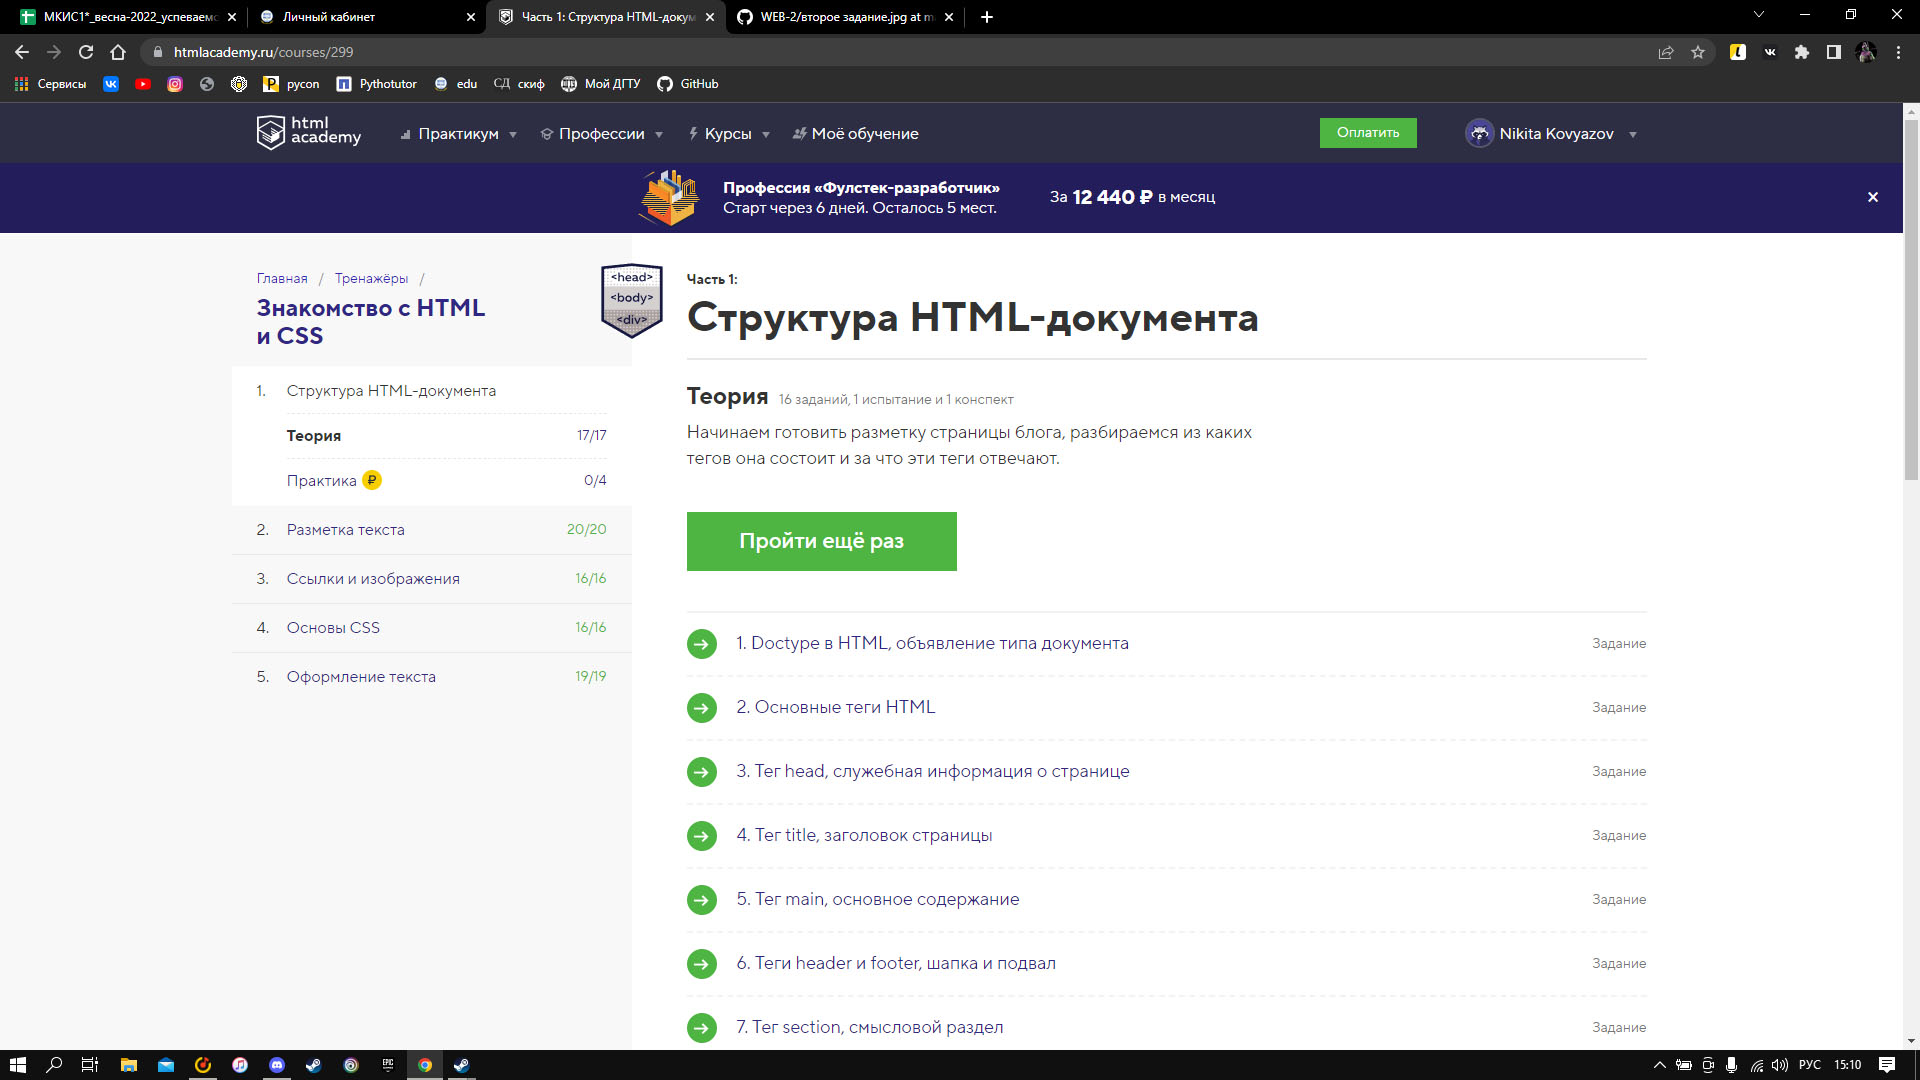 МКИС1*_весна-2022_успеваемо
Личный кабинет
Часть 1: Структура HTML-докум
WEB-2/второе задание.jpg at m
htmlacademy.ru/courses/299
Сервисы
pycon
Pythotutor
edu
СД скиф
Мой ДГТУ
GitHub
html academy
Практикум
Профессии
Курсы
Моё обучение
Оплатить
Nikita Kovyazov
Профессия «Фулстек-разработчик»
Старт через 6 дней. Осталось 5 мест.
За 12 440 ₽ в месяц
Главная / Тренажёры /
Знакомство с HTML
и CSS
1. Структура HTML-документа
Теория 17/17
Практика ₽ 0/4
2. Разметка текста 20/20
3. Ссылки и изображения 16/16
4. Основы CSS 16/16
5. Оформление текста 19/19
<head>
<body>
<div>
Часть 1:
Структура HTML-документа
Теория 16 заданий, 1 испытание и 1 конспект
Начинаем готовить разметку страницы блога, разбираемся из каких
тегов она состоит и за что эти теги отвечают.
Пройти ещё раз
1. Doctype в HTML, объявление типа документа Задание
2. Основные теги HTML Задание
3. Тег head, служебная информация о странице Задание
4. Тег title, заголовок страницы Задание
5. Тег main, основное содержание Задание
6. Теги header и footer, шапка и подвал Задание
7. Тег section, смысловой раздел Задание
EPIC
РУС
15:10